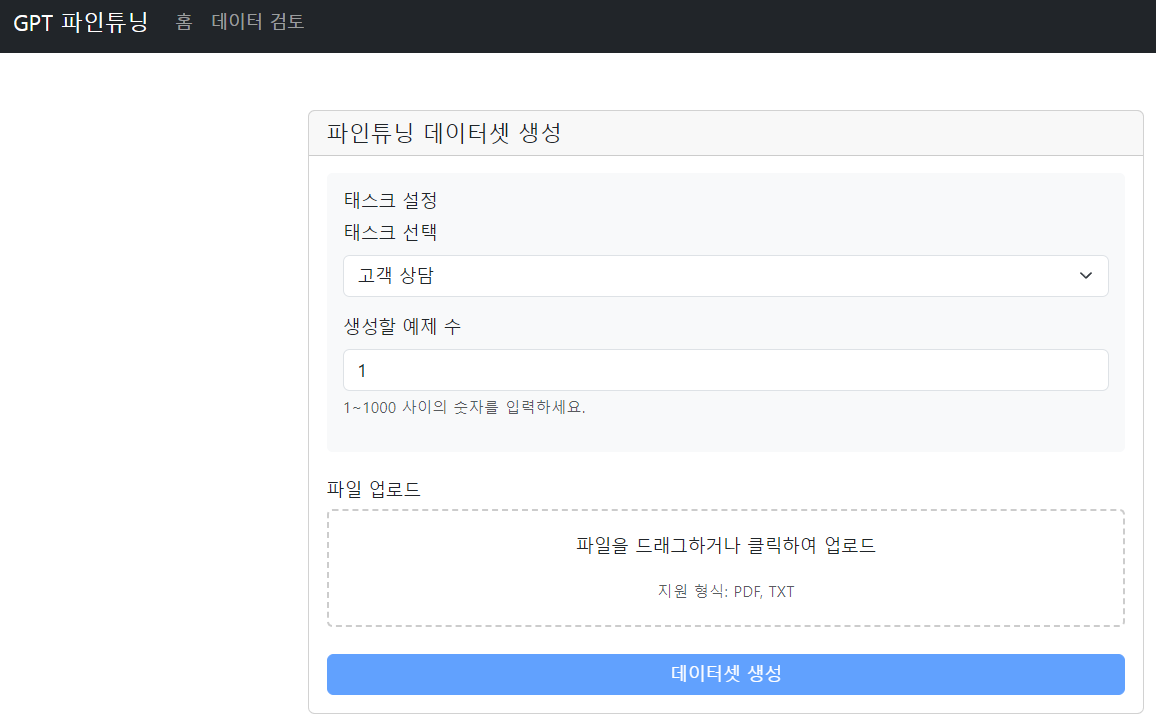 GPT 파인튜닝 홈 데이터 검토
파인튜닝 데이터셋 생성
태스크 설정
태스크 선택
고객 상담
생성할 예제 수
1
1~1000 사이의 숫자를 입력하세요.
파일 업로드
파일을 드래그하거나 클릭하여 업로드
지원 형식: PDF, TXT
데이터셋 생성